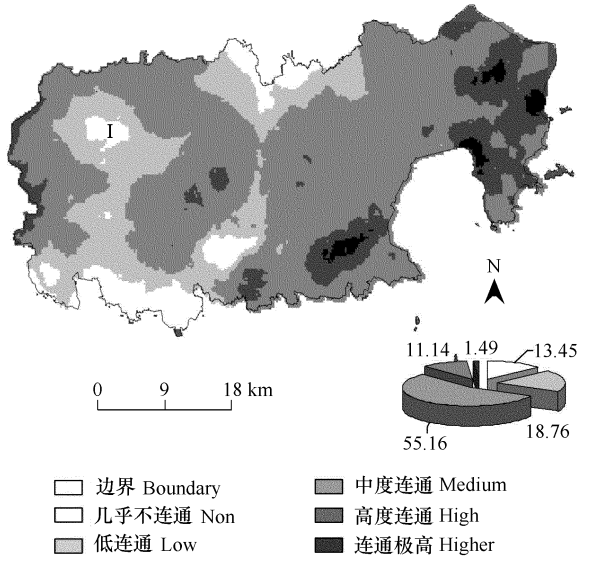 I
N
11.14 1.49 13.45
55.16 18.76
0 9 18 km
边界 Boundary
几乎不连通 Non
低连通 Low
中度连通 Medium
高度连通 High
连通极高 Higher